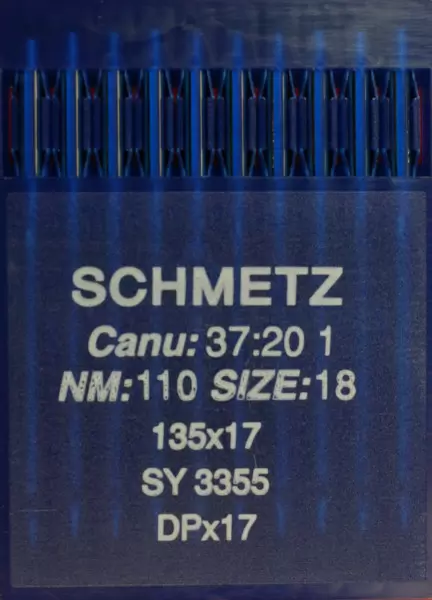 SCHMETZ
Canu: 37:20 1
NM:110 SIZE:18
135x17
SY 3355
DPx17